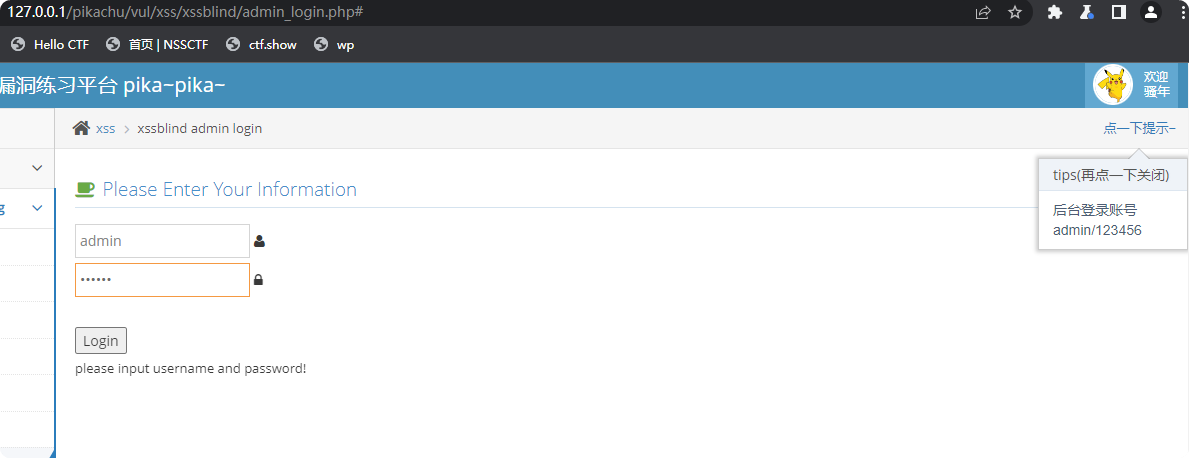 127.0.0.1/pikachu/vul/xss/xssblind/admin_login.php#
Hello CTF 首页 | NSSCTF ctf.show wp
漏洞练习平台 pika~pika~
欢迎
骚年
xss > xssblind admin login
点一下提示~
tips(再点一下关闭)
后台登录账号
admin/123456
g
Please Enter Your Information
admin
••••••
Login
please input username and password!